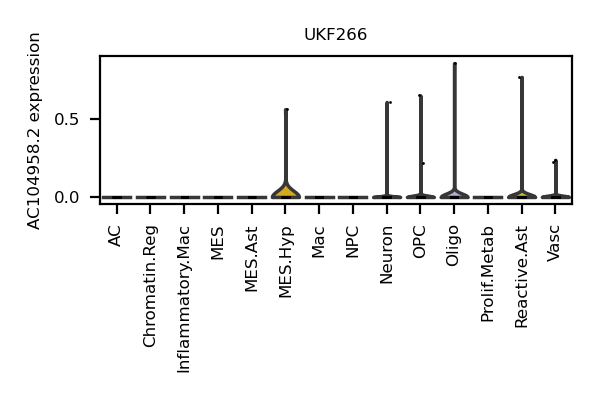 UKF266
AC104958.2 expression
0.5
0.0
AC
Chromatin.Reg
Inflammatory.Mac
MES
MES.Ast
MES.Hyp
Mac
NPC
Neuron
OPC
Oligo
Prolif.Metab
Reactive.Ast
Vasc